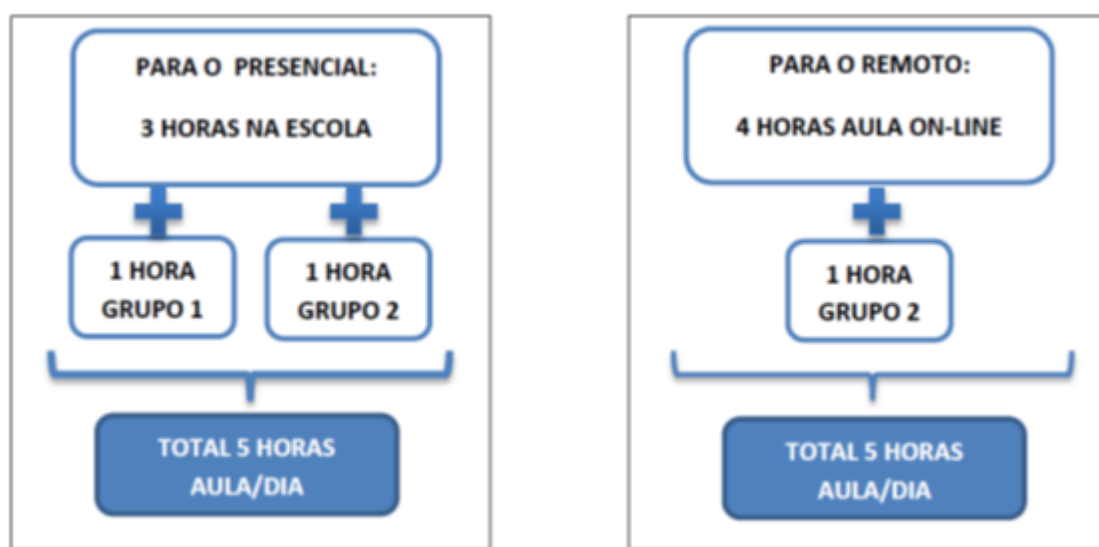 PARA O PRESENCIAL:
3 HORAS NA ESCOLA
1 HORA
GRUPO 1
1 HORA
GRUPO 2
TOTAL 5 HORAS
AULA/DIA
PARA O REMOTO:
4 HORAS AULA ON-LINE
1 HORA
GRUPO 2
TOTAL 5 HORAS
AULA/DIA